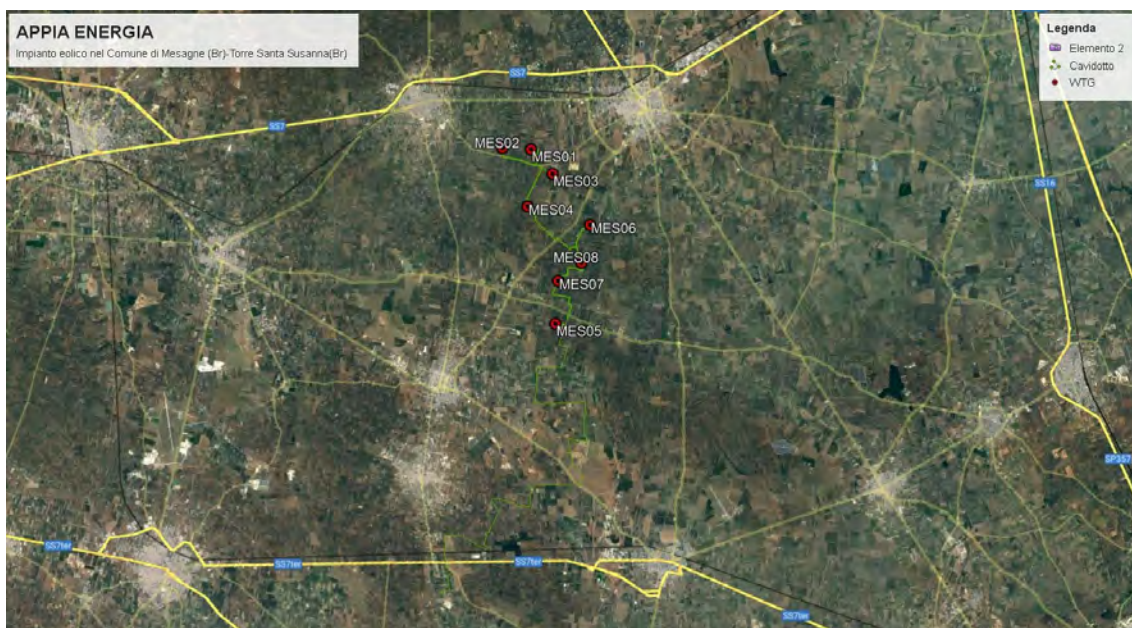 APPIA ENERGIA
Impianto eolico nel Comune di Mesagne (Br)-Torre Santa Susanna(Br)
Legenda
Elemento 2
Cavidotto
WTG
SS7
SS7
MES02
MES01
MES03
SS16
MES04
MES06
MES08
MES07
MES05
SP357
SS7ter
SS7ter
SS7ter
SS7ter